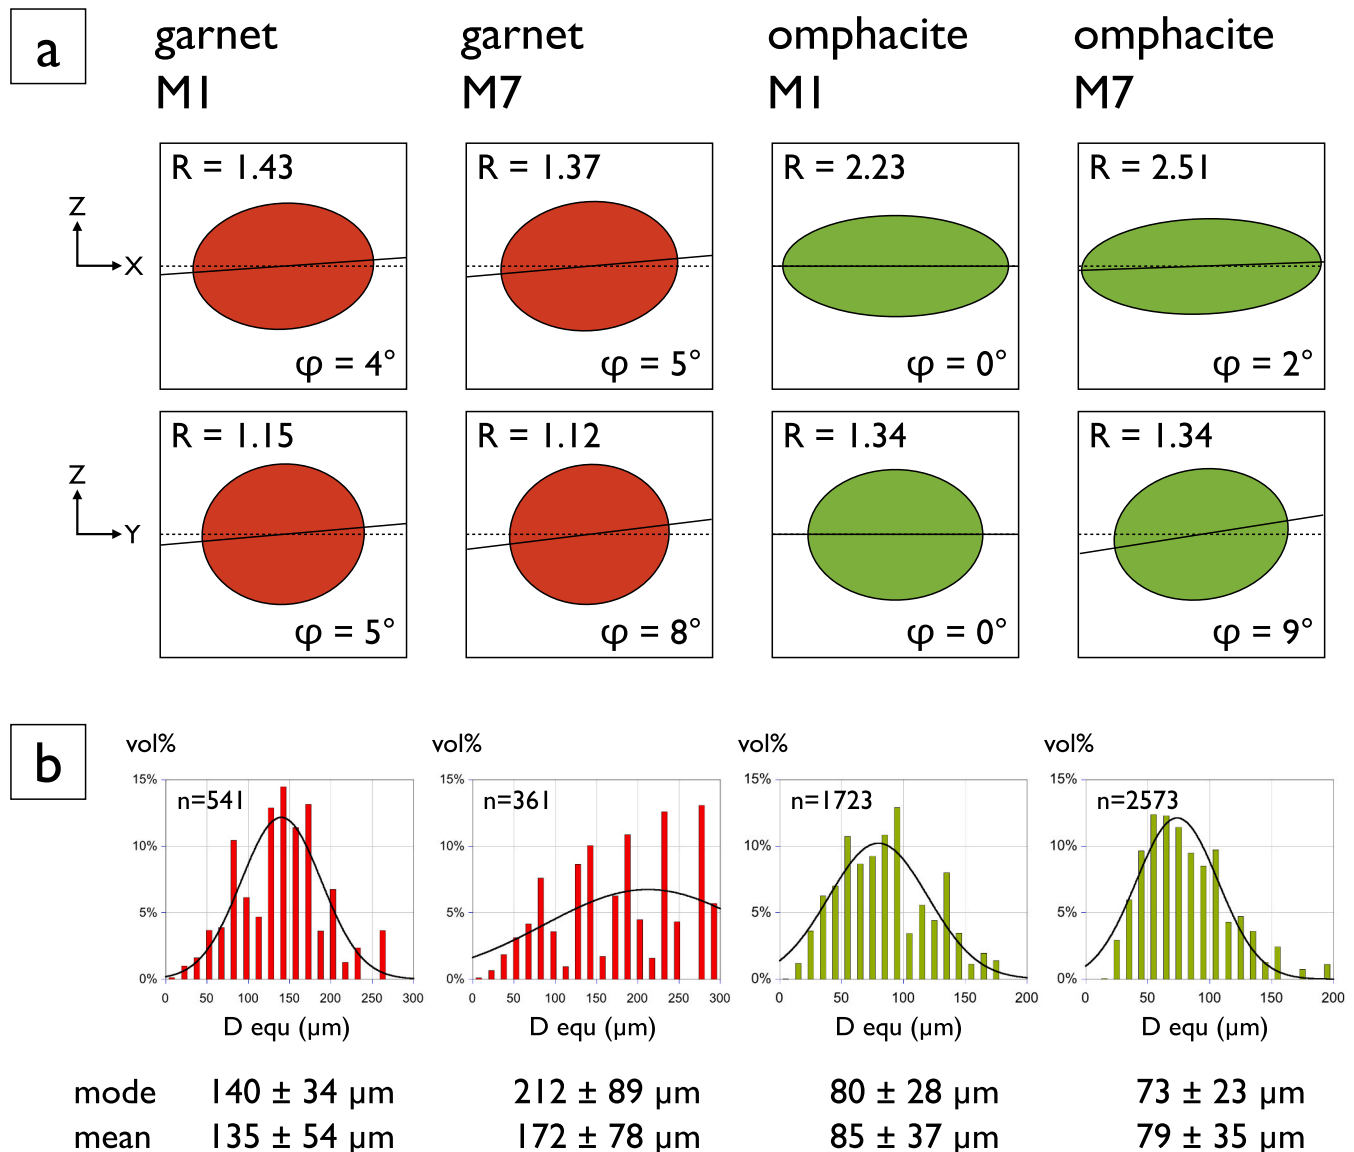 a
garnet garnet omphacite omphacite
M1 M7 M1 M7
R = 1.43 R = 1.37 R = 2.23 R = 2.51
Z
X
φ = 4° φ = 5° φ = 0° φ = 2°
R = 1.15 R = 1.12 R = 1.34 R = 1.34
Z
Y
φ = 5° φ = 8° φ = 0° φ = 9°
b
vol% vol% vol% vol%
15% 15% 15% 15%
n=541 n=361 n=1723 n=2573
10% 10% 10% 10%
5% 5% 5% 5%
0% 0% 0% 0%
0 50 100 150 200 250 300 0 50 100 150 200 250 300 0 50 100 150 200 0 50 100 150 200
D equ (µm) D equ (µm) D equ (µm) D equ (µm)
mode 140 ± 34 µm 212 ± 89 µm 80 ± 28 µm 73 ± 23 µm
mean 135 ± 54 µm 172 ± 78 µm 85 ± 37 µm 79 ± 35 µm